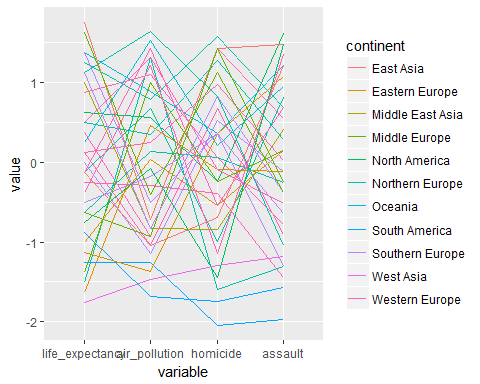 continent
East Asia
Eastern Europe
Middle East Asia
Middle Europe
North America
Northern Europe
Oceania
South America
Southern Europe
West Asia
Western Europe
value
1
0
-1
-2
life_expectancy
air_pollution
homicide
assault
variable